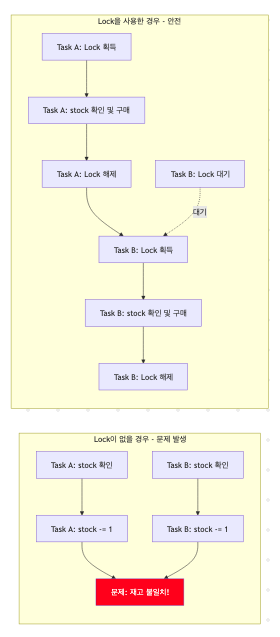 Lock을 사용한 경우 - 안전
Task A: Lock 획득
Task A: stock 확인 및 구매
Task A: Lock 해제
Task B: Lock 대기
대기
Task B: Lock 획득
Task B: stock 확인 및 구매
Task B: Lock 해제
Lock이 없을 경우 - 문제 발생
Task A: stock 확인
Task B: stock 확인
Task A: stock -= 1
Task B: stock -= 1
문제: 재고 불일치!